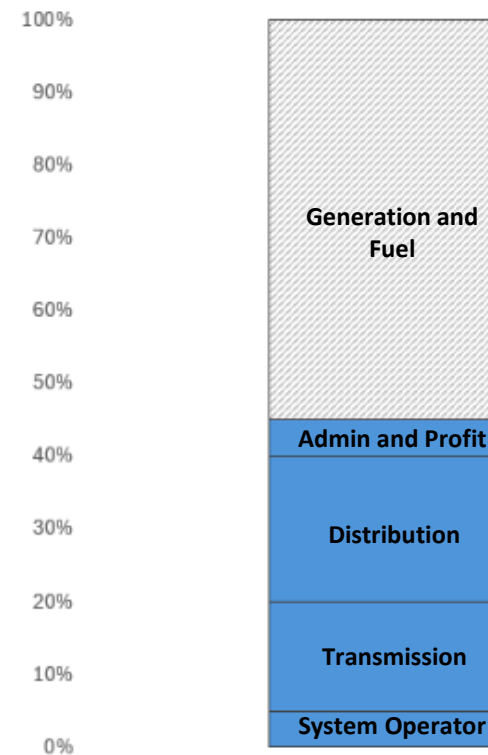 100%
90%
80%
70%
60%
50%
40%
30%
20%
10%
0%
Generation and
Fuel
Admin and Profit
Distribution
Transmission
System Operator